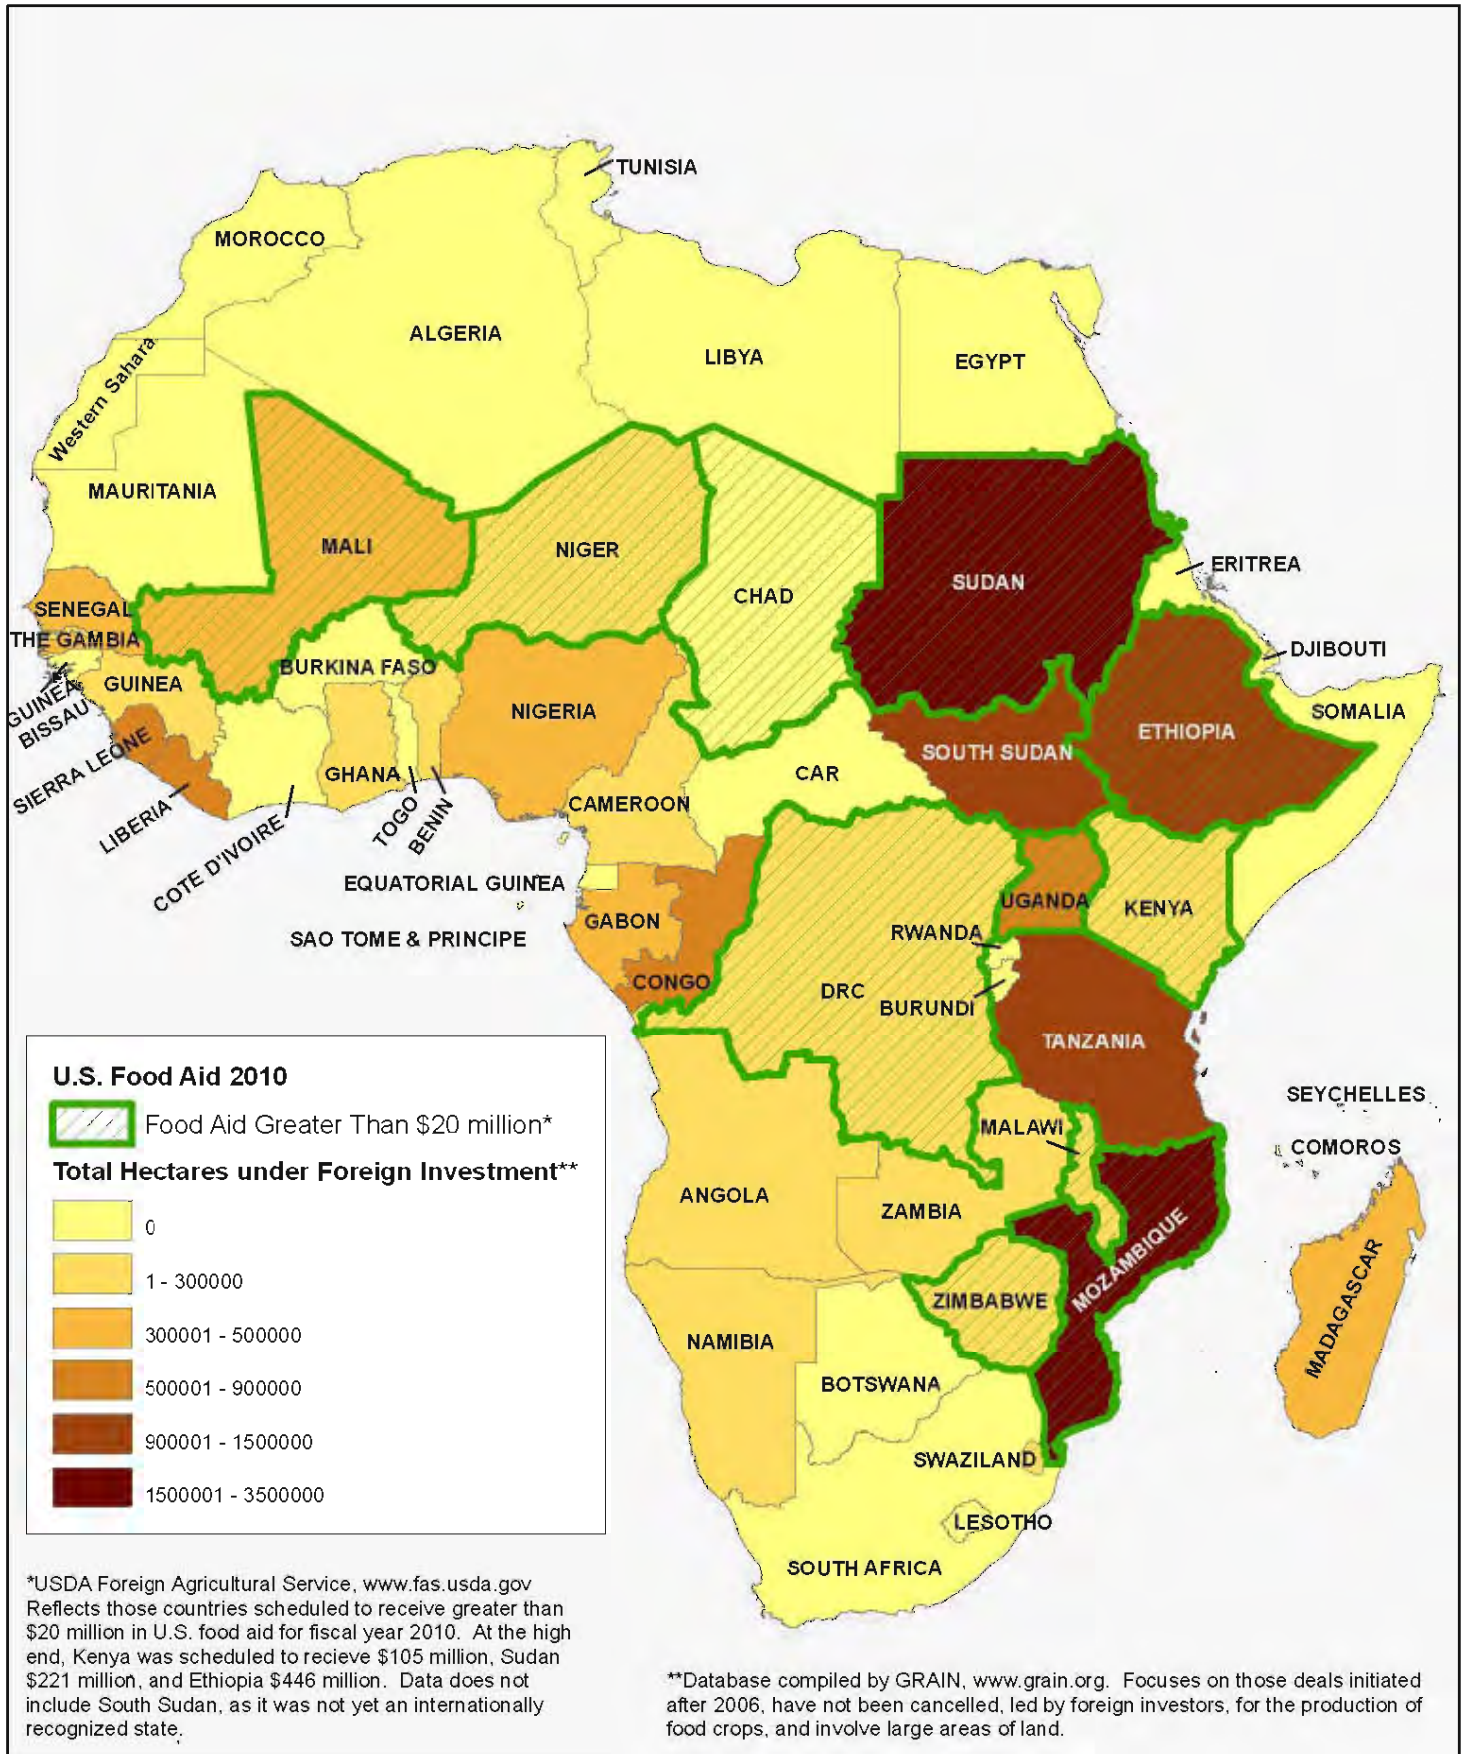 TUNISIA
MOROCCO
ALGERIA
LIBYA
EGYPT
Western Sahara
MAURITANIA
MALI
NIGER
CHAD
SUDAN
ERITREA
DJIBOUTI
SENEGAL
THE GAMBIA
GUINEA
BISSAU
GUINEA
BURKINA FASO
SIERRA LEONE
LIBERIA
COTE D'IVOIRE
GHANA
TOGO
BENIN
NIGERIA
CAMEROON
CAR
SOUTH SUDAN
ETHIOPIA
SOMALIA
EQUATORIAL GUINEA
SAO TOME & PRINCIPE
GABON
CONGO
DRC
UGANDA
KENYA
RWANDA
BURUNDI
TANZANIA
SEYCHELLES
COMOROS
MALAWI
ANGOLA
ZAMBIA
MOZAMBIQUE
ZIMBABWE
MADAGASCAR
NAMIBIA
BOTSWANA
SWAZILAND
LESOTHO
SOUTH AFRICA
U.S. Food Aid 2010
Food Aid Greater Than $20 million*
Total Hectares under Foreign Investment**
0
1 - 300000
300001 - 500000
500001 - 900000
900001 - 1500000
1500001 - 3500000
*USDA Foreign Agricultural Service, www.fas.usda.gov
Reflects those countries scheduled to receive greater than
$20 million in U.S. food aid for fiscal year 2010.  At the high
end, Kenya was scheduled to recieve $105 million, Sudan
$221 million, and Ethiopia $446 million.  Data does not
include South Sudan, as it was not yet an internationally
recognized state.
**Database compiled by GRAIN, www.grain.org.  Focuses on those deals initiated
after 2006, have not been cancelled, led by foreign investors, for the production of
food crops, and involve large areas of land.